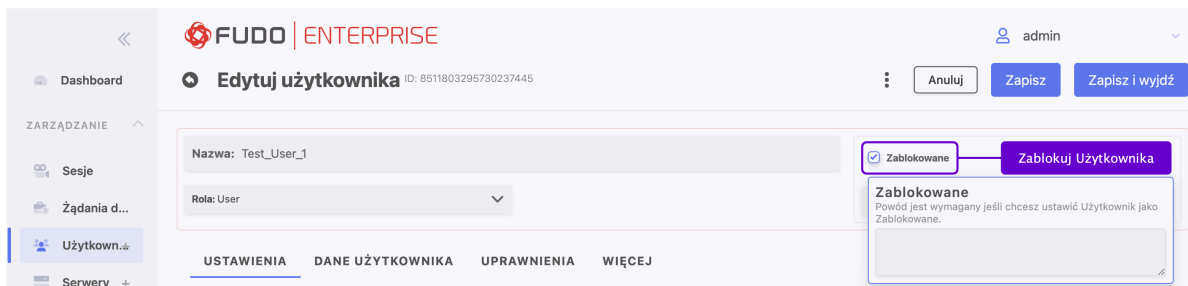 FUDO ENTERPRISE
admin
Dashboard
Edytuj użytkownika ID: 8511803295730237445
Anuluj
Zapisz
Zapisz i wyjdź
ZARZĄDZANIE
Nazwa: Test_User_1
Zablokowane
Zablokuj Użytkownika
Sesje
Zablokowane
Powód jest wymagany jeśli chcesz ustawić Użytkownik jako
Zablokowane.
Rola: User
Żądania d...
Użytkown...
USTAWIENIA
DANE UŻYTKOWNIKA
UPRAWNIENIA
WIĘCEJ
Serwery +